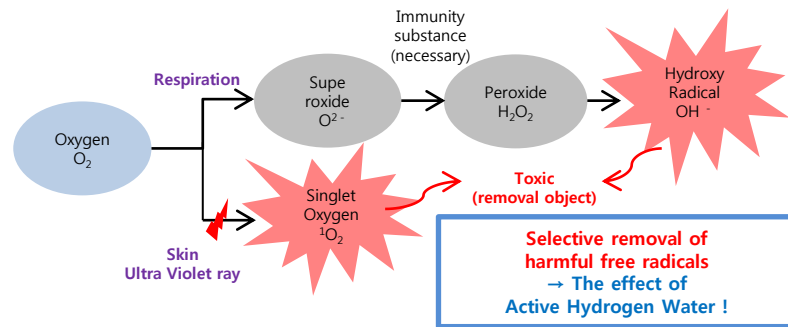 Immunity
substance
(necessary)
Respiration
Supe
roxide
O²⁻
Peroxide
H₂O₂
Hydroxy
Radical
OH ⁻
Oxygen
O₂
Singlet
Oxygen
¹O₂
Toxic
(removal object)
Skin
Ultra Violet ray
Selective removal of
harmful free radicals
→ The effect of
Active Hydrogen Water !